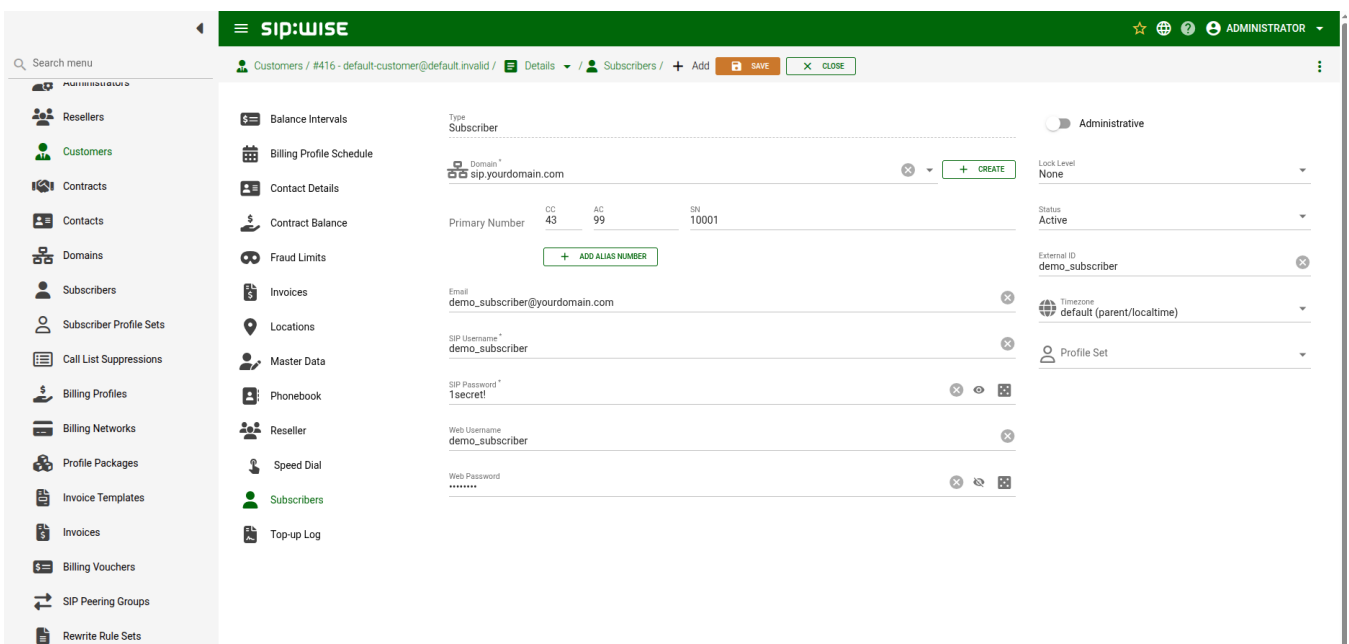 sip:wise
ADMINISTRATOR
Search menu
Customers / #416 - default-customer@default.invalid / Details / Subscribers / Add SAVE CLOSE
Administrators
Resellers
Customers
Contracts
Contacts
Domains
Subscribers
Subscriber Profile Sets
Call List Suppressions
Billing Profiles
Billing Networks
Profile Packages
Invoice Templates
Invoices
Billing Vouchers
SIP Peering Groups
Rewrite Rule Sets
Balance Intervals
Billing Profile Schedule
Contact Details
Contract Balance
Fraud Limits
Invoices
Locations
Master Data
Phonebook
Reseller
Speed Dial
Subscribers
Top-up Log
Type
Subscriber
Domain*
sip.yourdomain.com
CREATE
Primary Number
CC
43
AC
99
SN
10001
ADD ALIAS NUMBER
Email
demo_subscriber@yourdomain.com
SIP Username*
demo_subscriber
SIP Password*
1secret!
Web Username
demo_subscriber
Web Password
••••••••
Administrative
Lock Level
None
Status
Active
External ID
demo_subscriber
Timezone
default (parent/localtime)
Profile Set